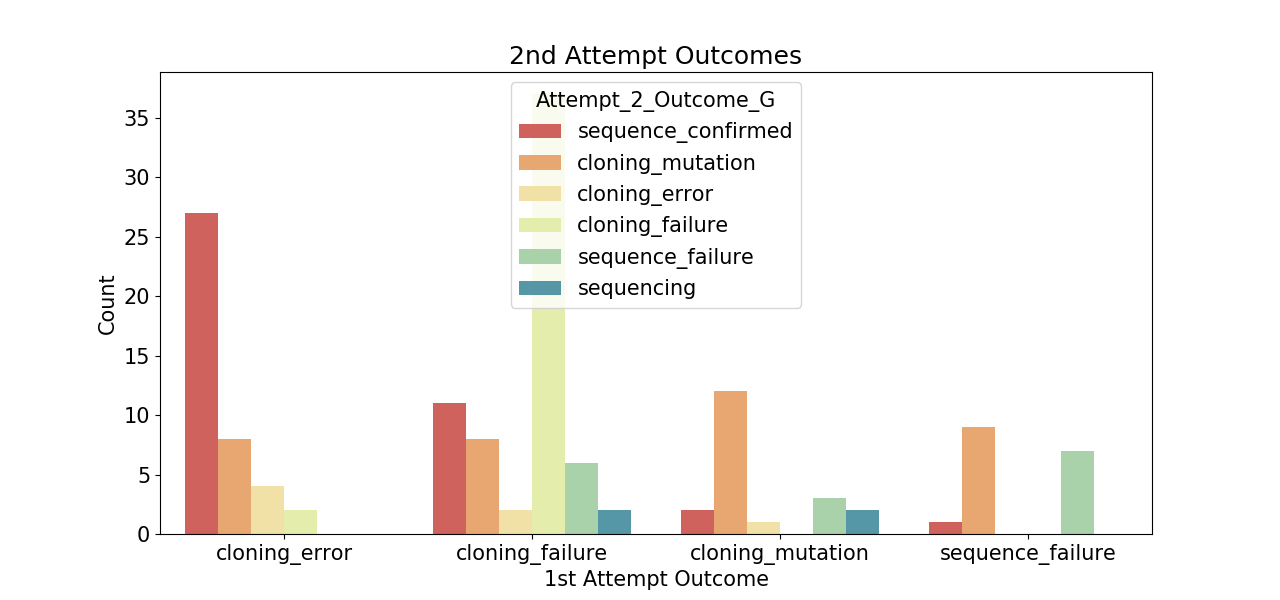 2nd Attempt Outcomes
Attempt_2_Outcome_G
sequence_confirmed
cloning_mutation
cloning_error
cloning_failure
sequence_failure
sequencing
Count
35
30
25
20
15
10
5
0
cloning_error cloning_failure cloning_mutation sequence_failure
1st Attempt Outcome